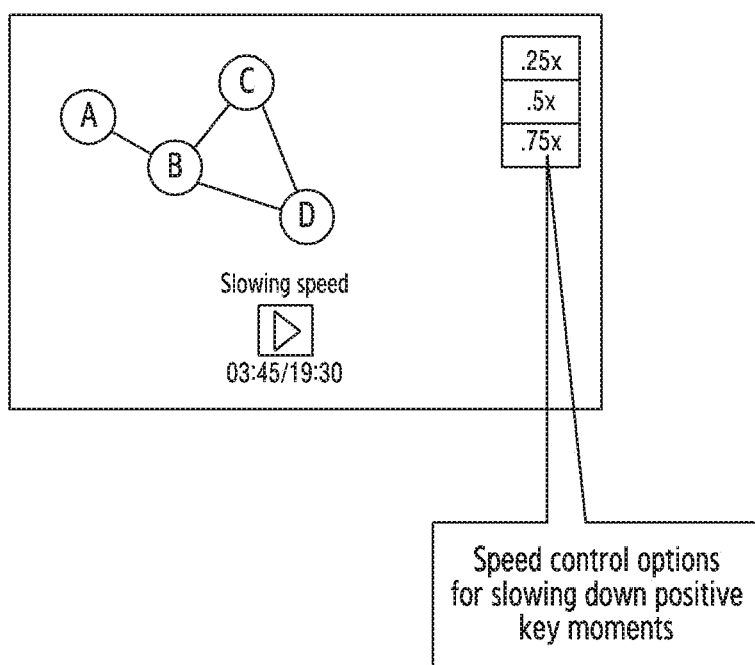 .25x
C
.5x
A
.75x
B
D
Slowing speed
03:45/19:30
Speed control options
for slowing down positive
key moments